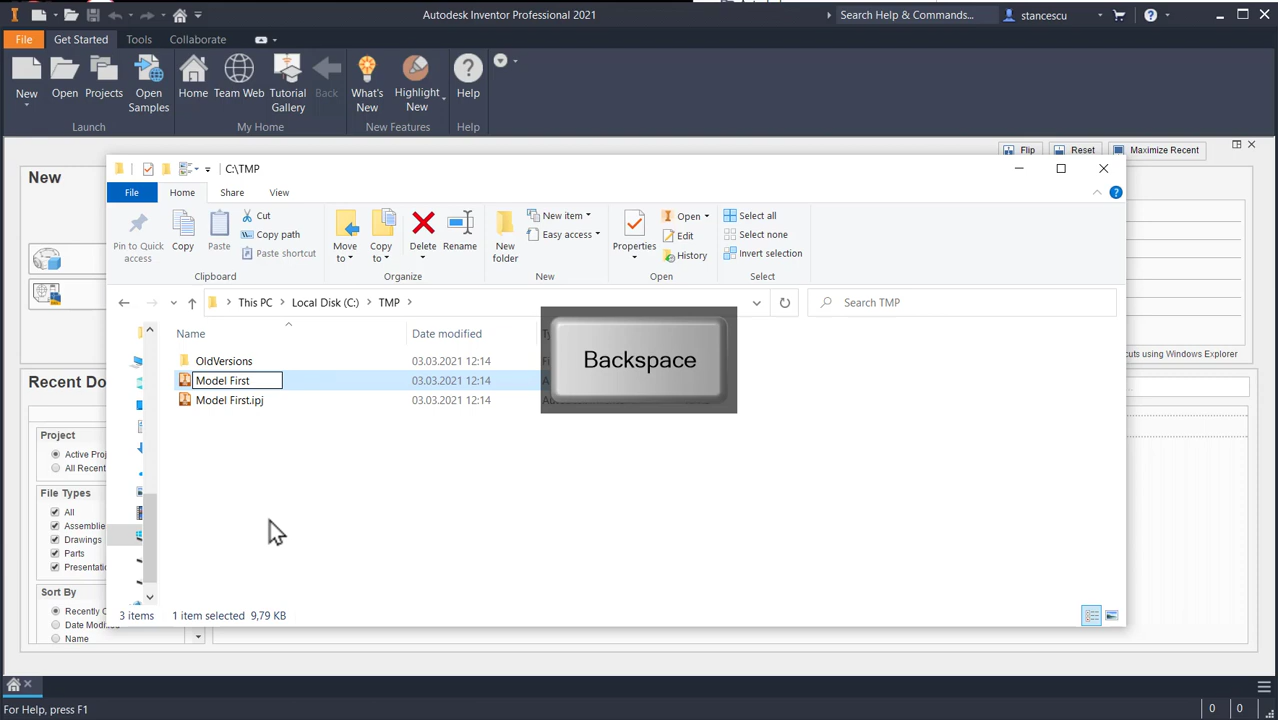 Autodesk Inventor Professional 2021
Search Help & Commands...
stancescu
File
Get Started
Tools
Collaborate
New
Open
Projects
Open Samples
Home
Team Web
Tutorial Gallery
Back
What's New
Highlight New
Help
Launch
My Home
New Features
Help
Flip
Reset
Maximize Recent
New
C:\TMP
File
Home
Share
View
Pin to Quick access
Copy
Paste
Cut
Copy path
Paste shortcut
Move to
Copy to
Delete
Rename
New folder
New item
Easy access
Properties
Open
Edit
History
Select all
Select none
Invert selection
Clipboard
Organize
New
Open
Select
This PC
Local Disk (C:)
TMP
Search TMP
Name
Date modified
OldVersions
03.03.2021 12:14
Model First
03.03.2021 12:14
Model First.ipj
03.03.2021 12:14
Backspace
using Windows Explorer
Recent Do
Project
Active Proj
All Recent
File Types
All
Assemblies
Drawings
Parts
Presentatio
Sort By
Recently O
Date Modifi
Name
3 items
1 item selected
9,79 KB
For Help, press F1
0
0